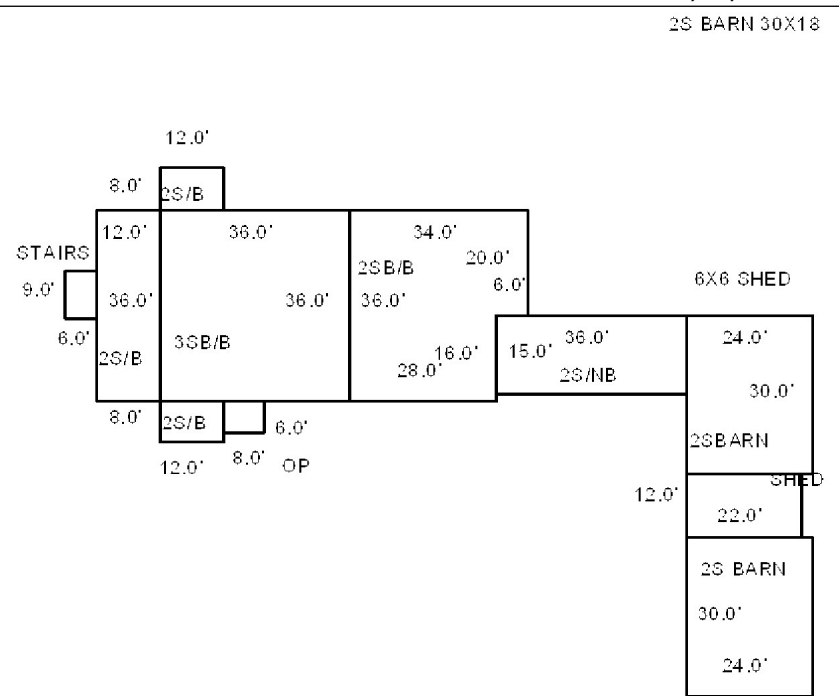 2S BARN 30X18
12.0'
8.0'
2S/B
12.0'
36.0'
34.0'
STAIRS
2SB/B
20.0'
6.0'
6X6 SHED
9.0'
36.0'
36.0'
36.0'
6.0'
3SB/B
2S/B
28.0'
16.0'
15.0'
36.0'
2S/NB
24.0'
30.0'
8.0'
2S/B
6.0'
12.0'
8.0'
OP
2SBARN
SHED
12.0'
22.0'
2S BARN
30.0'
24.0'